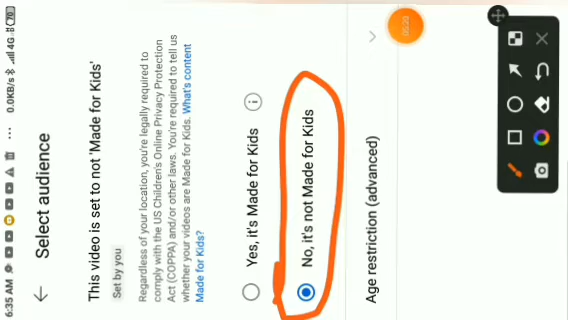 6:35 AM
0.0KB/s 4G 70
Select audience
This video is set to not 'Made for Kids'
Set by you
Regardless of your location, you're legally required to
comply with the US Children's Online Privacy Protection
Act (COPPA) and/or other laws. You're required to tell us
whether your videos are Made for Kids. What's content
Made for Kids?
Yes, it's Made for Kids
No, it's not Made for Kids
Age restriction (advanced)